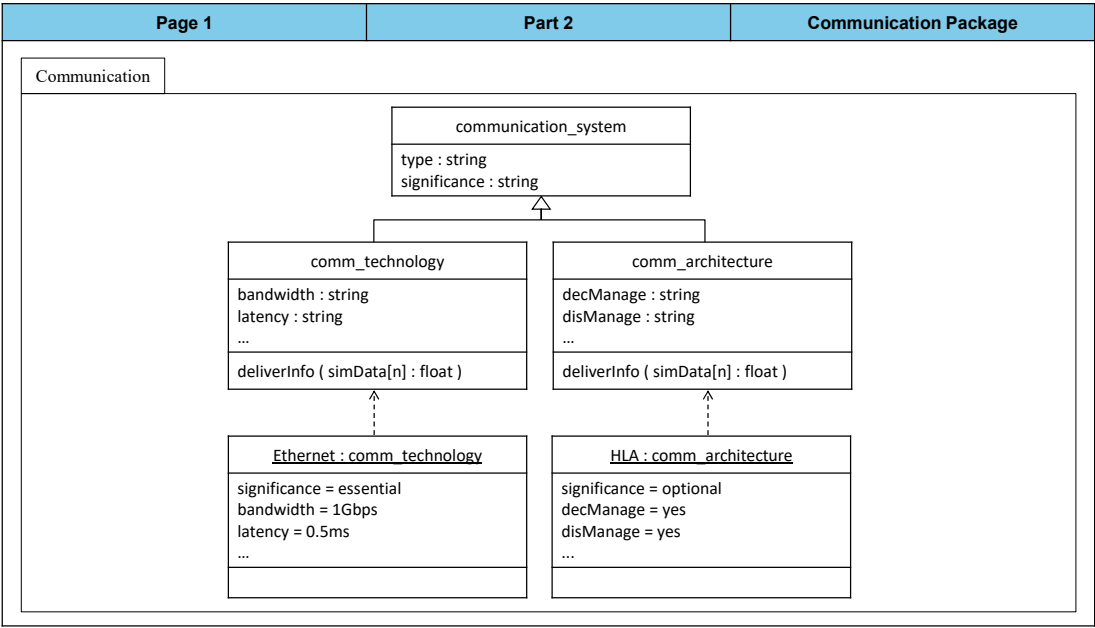 Page 1
Part 2
Communication Package
Communication
communication_system
type : string
significance : string
comm_technology
bandwidth : string
latency : string
...
deliverInfo ( simData[n] : float )
comm_architecture
decManage : string
disManage : string
...
deliverInfo ( simData[n] : float )
Ethernet : comm_technology
significance = essential
bandwidth = 1Gbps
latency = 0.5ms
...
HLA : comm_architecture
significance = optional
decManage = yes
disManage = yes
...